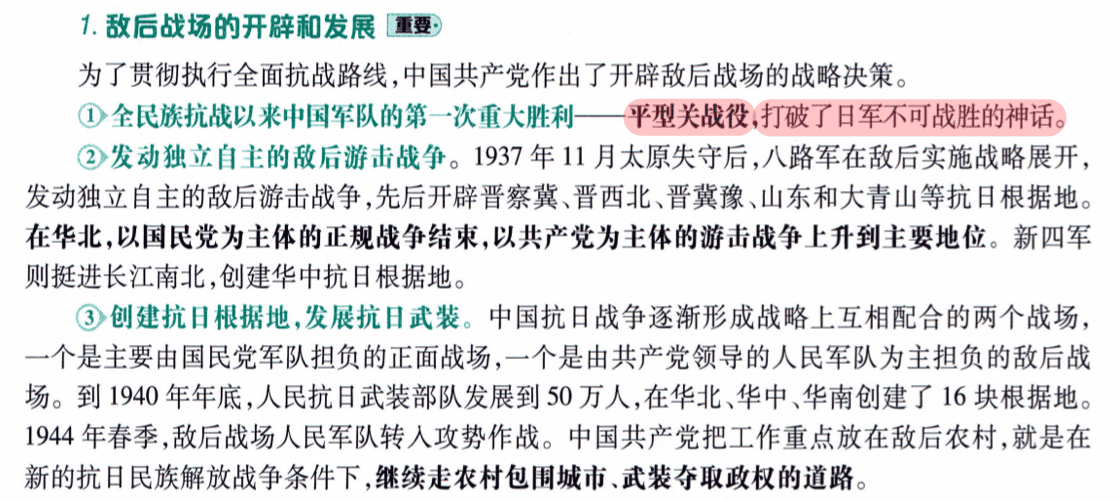 1. 敌后战场的开辟和发展 重要
为了贯彻执行全面抗战路线,中国共产党作出了开辟敌后战场的战略决策。
①全民族抗战以来中国军队的第一次重大胜利——平型关战役,打破了日军不可战胜的神话。
②发动独立自主的敌后游击战争。1937年11月太原失守后,八路军在敌后实施战略展开,
发动独立自主的敌后游击战争,先后开辟晋察冀、晋西北、晋冀豫、山东和大青山等抗日根据地。
在华北,以国民党为主体的正规战争结束,以共产党为主体的游击战争上升到主要地位。新四军
则挺进长江南北,创建华中抗日根据地。
③创建抗日根据地,发展抗日武装。中国抗日战争逐渐形成战略上互相配合的两个战场,
一个是主要由国民党军队担负的正面战场,一个是由共产党领导的人民军队为主担负的敌后战
场。到1940年年底,人民抗日武装部队发展到50万人,在华北、华中、华南创建了16块根据地。
1944年春季,敌后战场人民军队转入攻势作战。中国共产党把工作重点放在敌后农村,就是在
新的抗日民族解放战争条件下,继续走农村包围城市、武装夺取政权的道路。